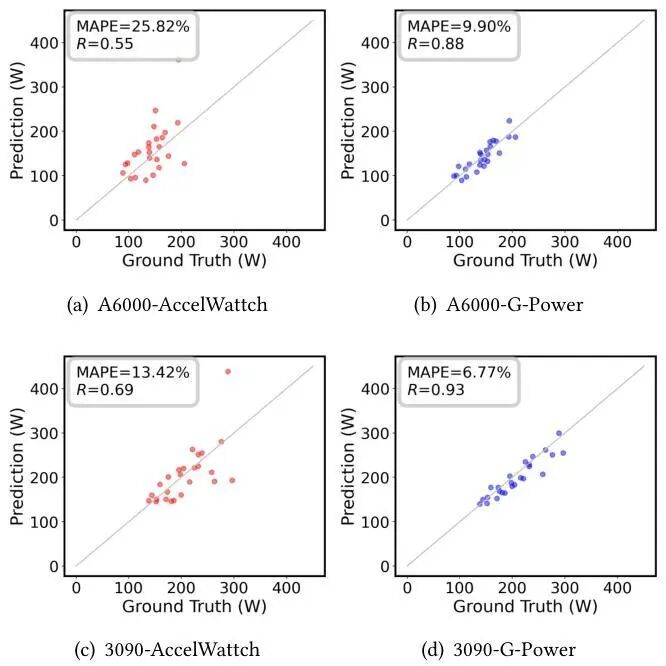 MAPE=25.82%
R=0.55
400
300
200
100
0
Prediction (W)
0 100 200 300 400
Ground Truth (W)
(a) A6000-AccelWattch
MAPE=9.90%
R=0.88
400
300
200
100
0
Prediction (W)
0 100 200 300 400
Ground Truth (W)
(b) A6000-G-Power
MAPE=13.42%
R=0.69
400
300
200
100
0
Prediction (W)
0 100 200 300 400
Ground Truth (W)
(c) 3090-AccelWattch
MAPE=6.77%
R=0.93
400
300
200
100
0
Prediction (W)
0 100 200 300 400
Ground Truth (W)
(d) 3090-G-Power